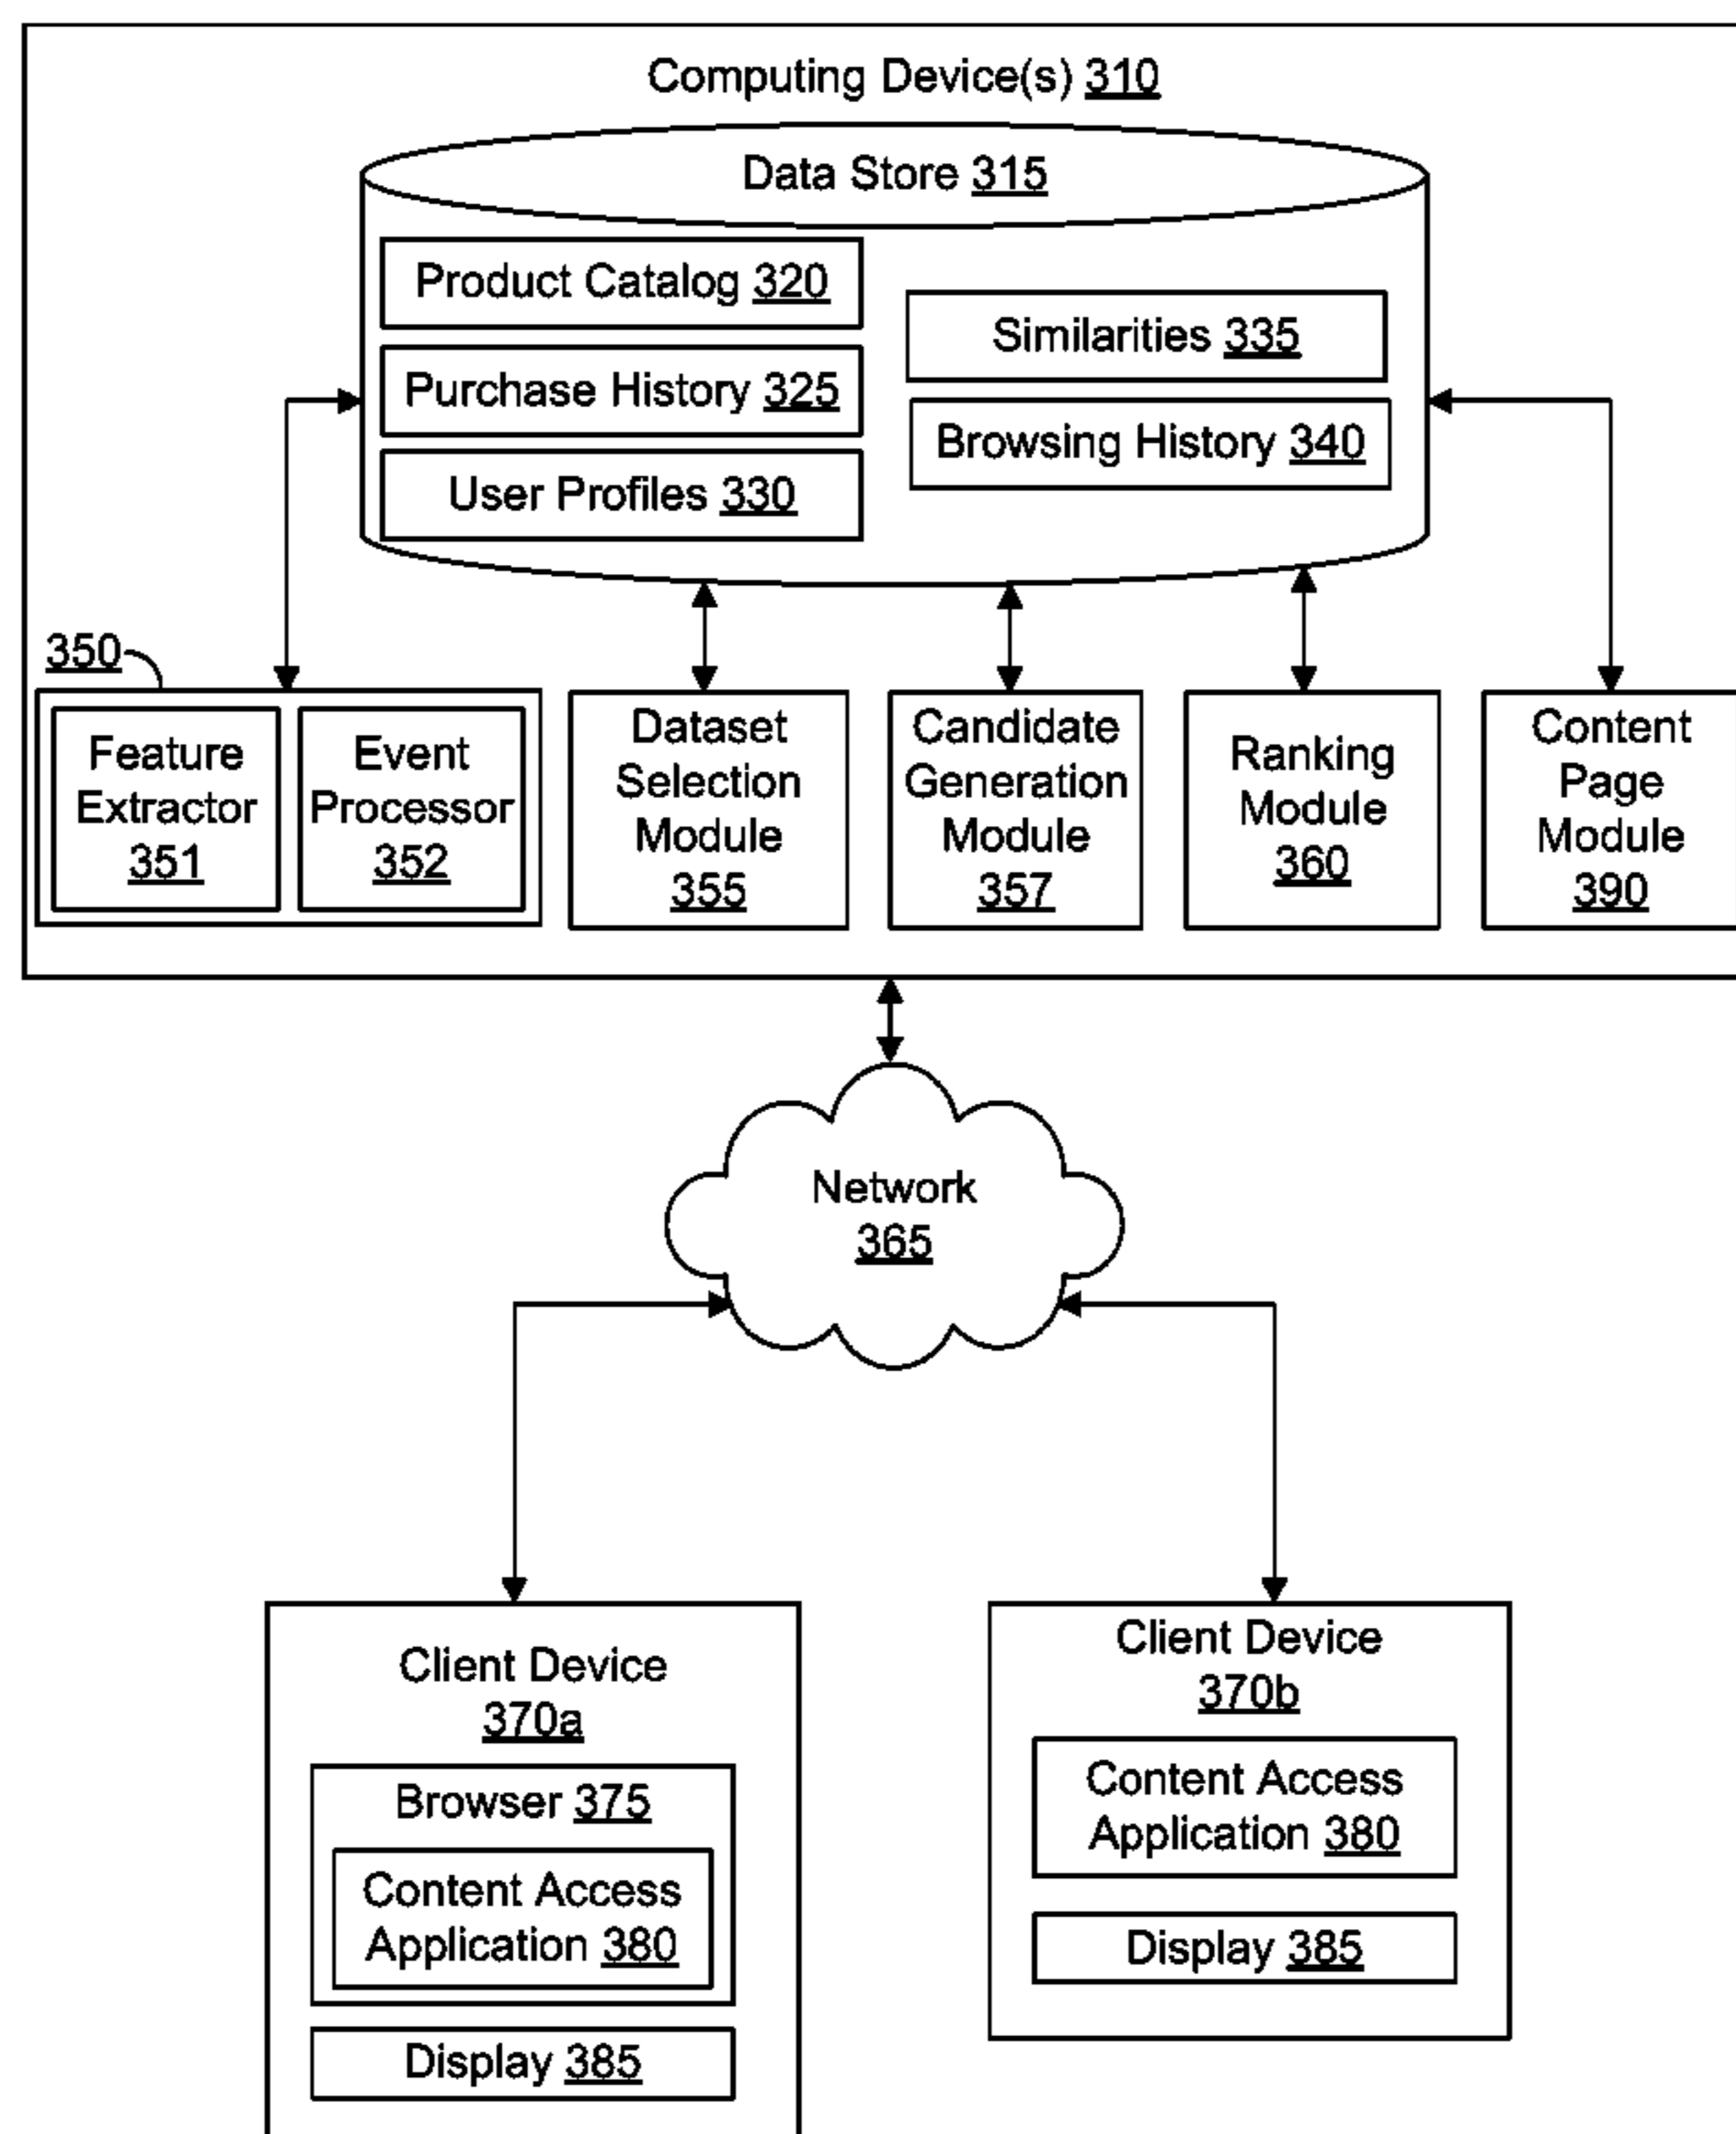 Computing Device(s) 310
Data Store 315
Product Catalog 320
Purchase History 325
User Profiles 330
Similarities 335
Browsing History 340
350
Feature
Extractor
351
Event
Processor
352
Dataset
Selection
Module
355
Candidate
Generation
Module
357
Ranking
Module
360
Content
Page
Module
390
Network
365
Client Device
370a
Browser 375
Content Access
Application 380
Display 385
Client Device
370b
Content Access
Application 380
Display 385